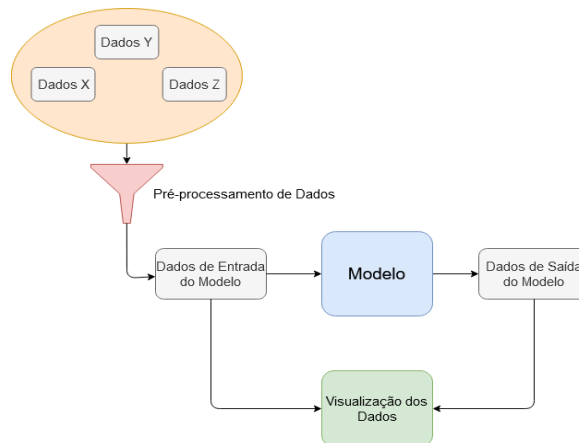 Dados Y
Dados X
Dados Z
Pré-processamento de Dados
Dados de Entrada
do Modelo
Modelo
Dados de Saída
do Modelo
Visualização dos
Dados